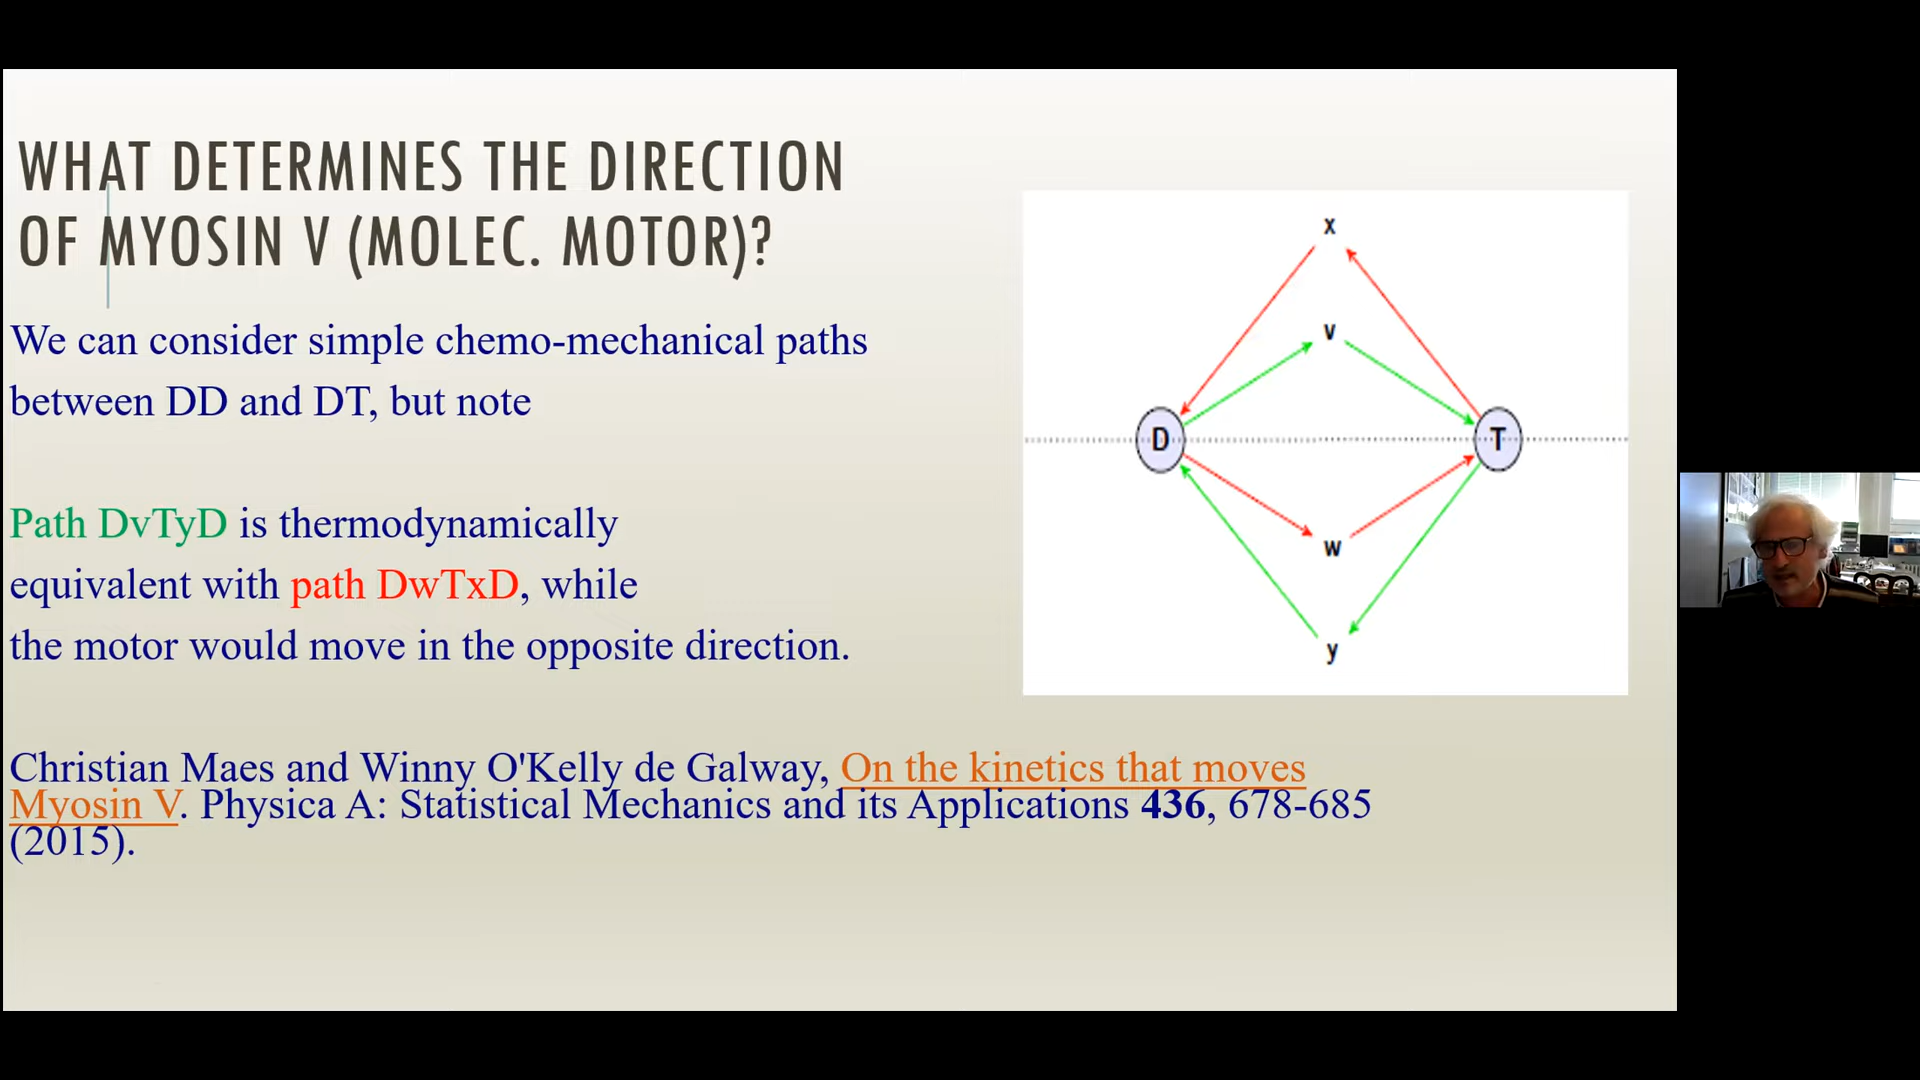 WHAT DETERMINES THE DIRECTION
OF MYOSIN V (MOLEC. MOTOR)?
We can consider simple chemo-mechanical paths
between DD and DT, but note
Path DvTyD is thermodynamically
equivalent with path DwTxD, while
the motor would move in the opposite direction.
Christian Maes and Winny O'Kelly de Galway, On the kinetics that moves
Myosin V. Physica A: Statistical Mechanics and its Applications 436, 678-685
(2015).
x
v
D
T
w
y